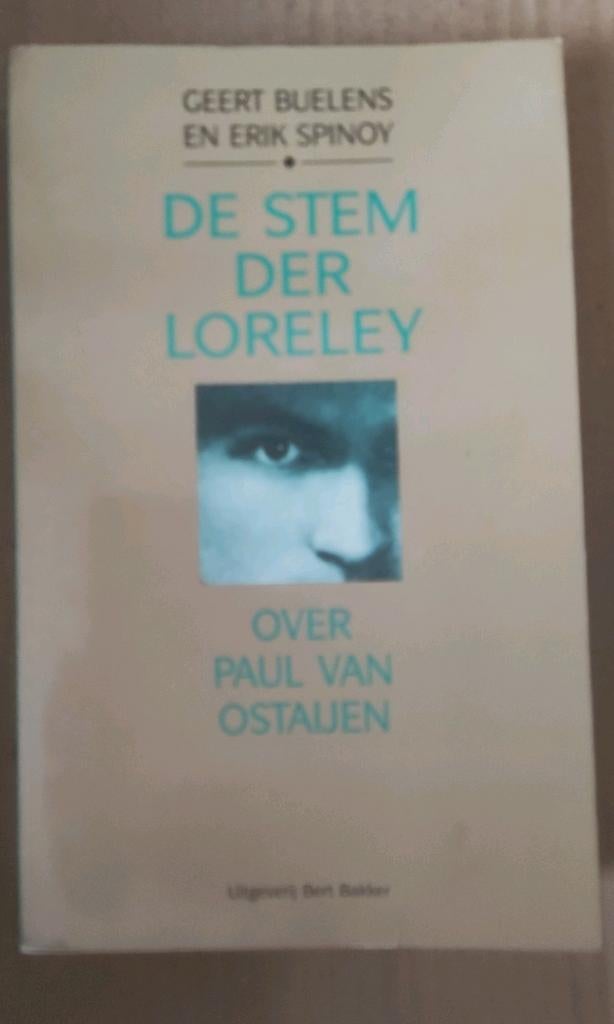 GEERT BUELENS
EN ERIK SPINOY
DE STEM
DER
LORELEY
OVER
PAUL VAN
OSTAIJEN
Uitgeverij Bert Bakker